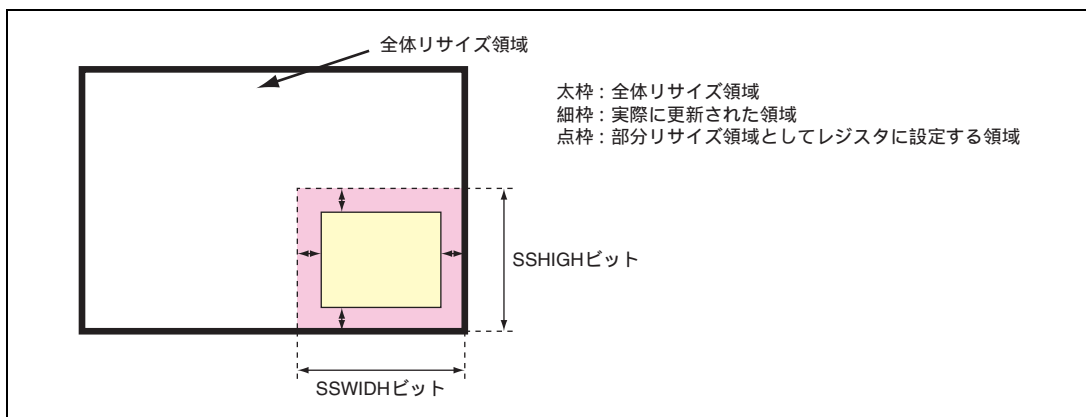 全体リサイズ領域
太枠：全体リサイズ領域
細枠：実際に更新された領域
点枠：部分リサイズ領域としてレジスタに設定する領域
SSHIGHビット
SSWIDHビット